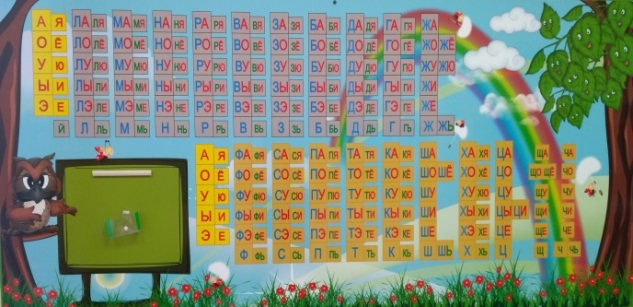 А Я ЛА ЛЯ МА МЯ НА НЯ РА РЯ ВА ВЯ ЗА ЗЯ БА БЯ ДА ДЯ ГА ГЯ ЖА
О Ё ЛО ЛЁ МО МЁ НО НЁ РО РЁ ВО ВЁ ЗО ЗЁ БО БЁ ДО ДЁ ГО ГЁ ЖО ЖЁ
У Ю ЛУ ЛЮ МУ МЮ НУ НЮ РУ РЮ ВУ ВЮ ЗУ ЗЮ БУ БЮ ДУ ДЮ ГУ ГЮ ЖУ ЖЮ
Ы И ЛЫ ЛИ МЫ МИ НЫ НИ РЫ РИ ВЫ ВИ ЗЫ ЗИ БЫ БИ ДЫ ДИ ГЫ ГИ ЖИ
Э Е ЛЭ ЛЕ МЭ МЕ НЭ НЕ РЭ РЕ ВЭ ВЕ ЗЭ ЗЕ БЭ БЕ ДЭ ДЕ ГЭ ГЕ ЖЕ
Й Л ЛЬ М МЬ Н НЬ Р РЬ В ВЬ З ЗЬ Б БЬ Д ДЬ Г ГЬ Ж ЖЬ
А Я ФА ФЯ СА СЯ ПА ПЯ ТА ТЯ КА КЯ ША ХА ХЯ ЦА ЩА ЧА
О Ё ФО ФЁ СО СЁ ПО ПЁ ТО ТЁ КО КЁ ШО ШЁ ХО ХЁ ЦО ЩО ЩЁ ЧО
У Ю ФУ ФЮ СУ СЮ ПУ ПЮ ТУ ТЮ КУ КЮ ШУ ХУ ХЮ ЦУ ЩУ ЧУ
Ы И ФЫ ФИ СЫ СИ ПЫ ПИ ТЫ ТИ КЫ КИ ШИ ХЫ ХИ ЦЫ ЦИ ЩИ ЧИ
Э Е ФЭ ФЕ СЭ СЕ ПЭ ПЕ ТЭ ТЕ КЭ КЕ ШЕ ХЭ ХЕ ЦЕ ЩЕ ЧЕ
Ф ФЬ С СЬ П ПЬ Т ТЬ К КЬ Ш ШЬ Х ХЬ Ц Щ Ч ЧЬ